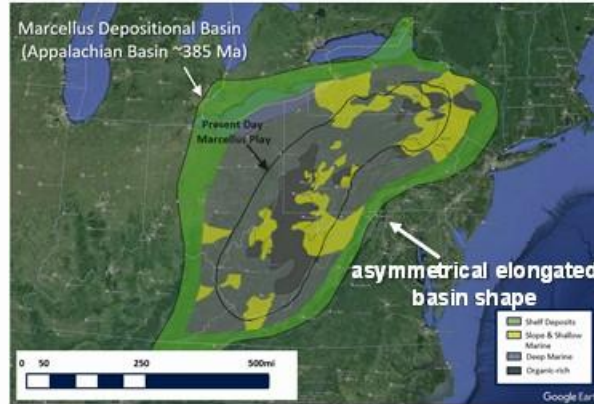 Marcellus Depositional Basin
(Appalachian Basin ~385 Ma)
Present Day
Marcellus Play
asymmetrical elongated
basin shape
Shelf Deposits
Slope & Shallow
Marine
Deep Marine
Organic-rich
0 50 250 500mi
Google Eart